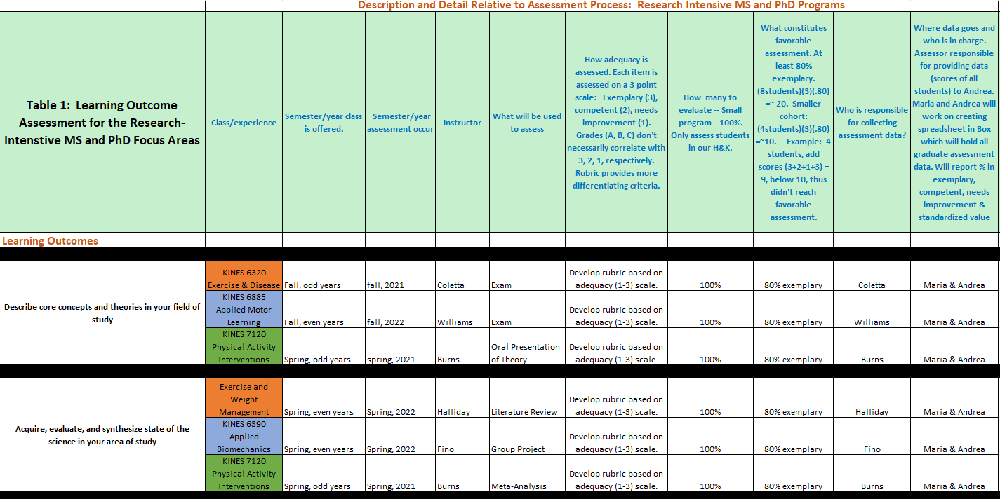 Description and Detail Relative to Assessment Process:  Research Intensive MS and PhD Programs
Table 1:  Learning Outcome
Assessment for the Research-
Intenstive MS and PhD Focus Areas
Class/experience
Semester/year class
is offered.
Semester/year
assessment occur
Instructor
What will be used
to assess
How adequacy is
assessed. Each item is
assessed on a 3 point
scale:   Exemplary (3),
competent (2), needs
improvement (1).
Grades (A, B, C) don't
necessarily correlate with
3, 2, 1, respectively.
Rubric provides more
differentiating criteria.
How  many to
evaluate -- Small
program-- 100%.
Only assess students
in our H&K.
What constitutes
favorable
assessment. At
least 80%
exemplary.
(8students)(3)(.80)
=~ 20.  Smaller
cohort:
(4students)(3)(.80)
=~10.    Example:  4
students, add
scores (3+2+1+3) =
9, below 10, thus
didn't reach
favorable
assessment.
Who is responsible
for collecting
assessment data?
Where data goes and
who is in charge.
Assessor responsible
for providing data
(scores of all
students) to Andrea.
Maria and Andrea will
work on creating
spreadsheet in Box
which will hold all
graduate assessment
data. Will report % in
exemplary,
competent, needs
improvement &
standardized value
Learning Outcomes
Describe core concepts and theories in your field of
study
KINES 6320
Exercise & Disease
Fall, odd years
fall, 2021
Coletta
Exam
Develop rubric based on
adequacy (1-3) scale.
100%
80% exemplary
Coletta
Maria & Andrea
KINES 6885
Applied Motor
Learning
Fall, even years
fall, 2022
Williams
Exam
Develop rubric based on
adequacy (1-3) scale.
100%
80% exemplary
Williams
Maria & Andrea
KINES 7120
Physical Activity
Interventions
Spring, odd years
spring, 2021
Burns
Oral Presentation
of Theory
Develop rubric based on
adequacy (1-3) scale.
100%
80% exemplary
Burns
Maria & Andrea
Acquire, evaluate, and synthesize state of the
science in your area of study
Exercise and
Weight
Management
Spring, even years
Spring, 2022
Halliday
Literature Review
Develop rubric based on
adequacy (1-3) scale.
100%
80% exemplary
Halliday
Maria & Andrea
KINES 6390
Applied
Biomechanics
Spring, even years
Spring, 2022
Fino
Group Project
Develop rubric based on
adequacy (1-3) scale.
100%
80% exemplary
Fino
Maria & Andrea
KINES 7120
Physical Activity
Interventions
Spring, odd years
Spring, 2021
Burns
Meta-Analysis
Develop rubric based on
adequacy (1-3) scale.
100%
80% exemplary
Burns
Maria & Andrea